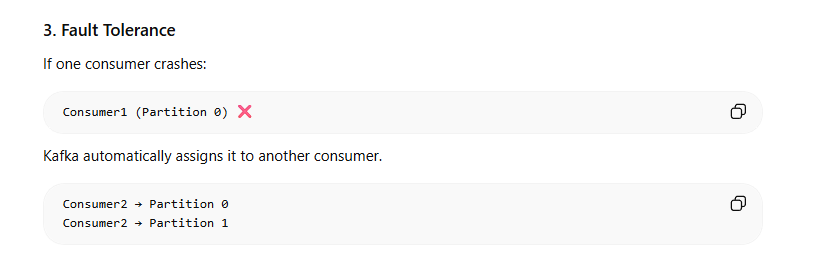 3. Fault Tolerance
If one consumer crashes:
Consumer1 (Partition 0) ❌
Kafka automatically assigns it to another consumer.
Consumer2 → Partition 0
Consumer2 → Partition 1